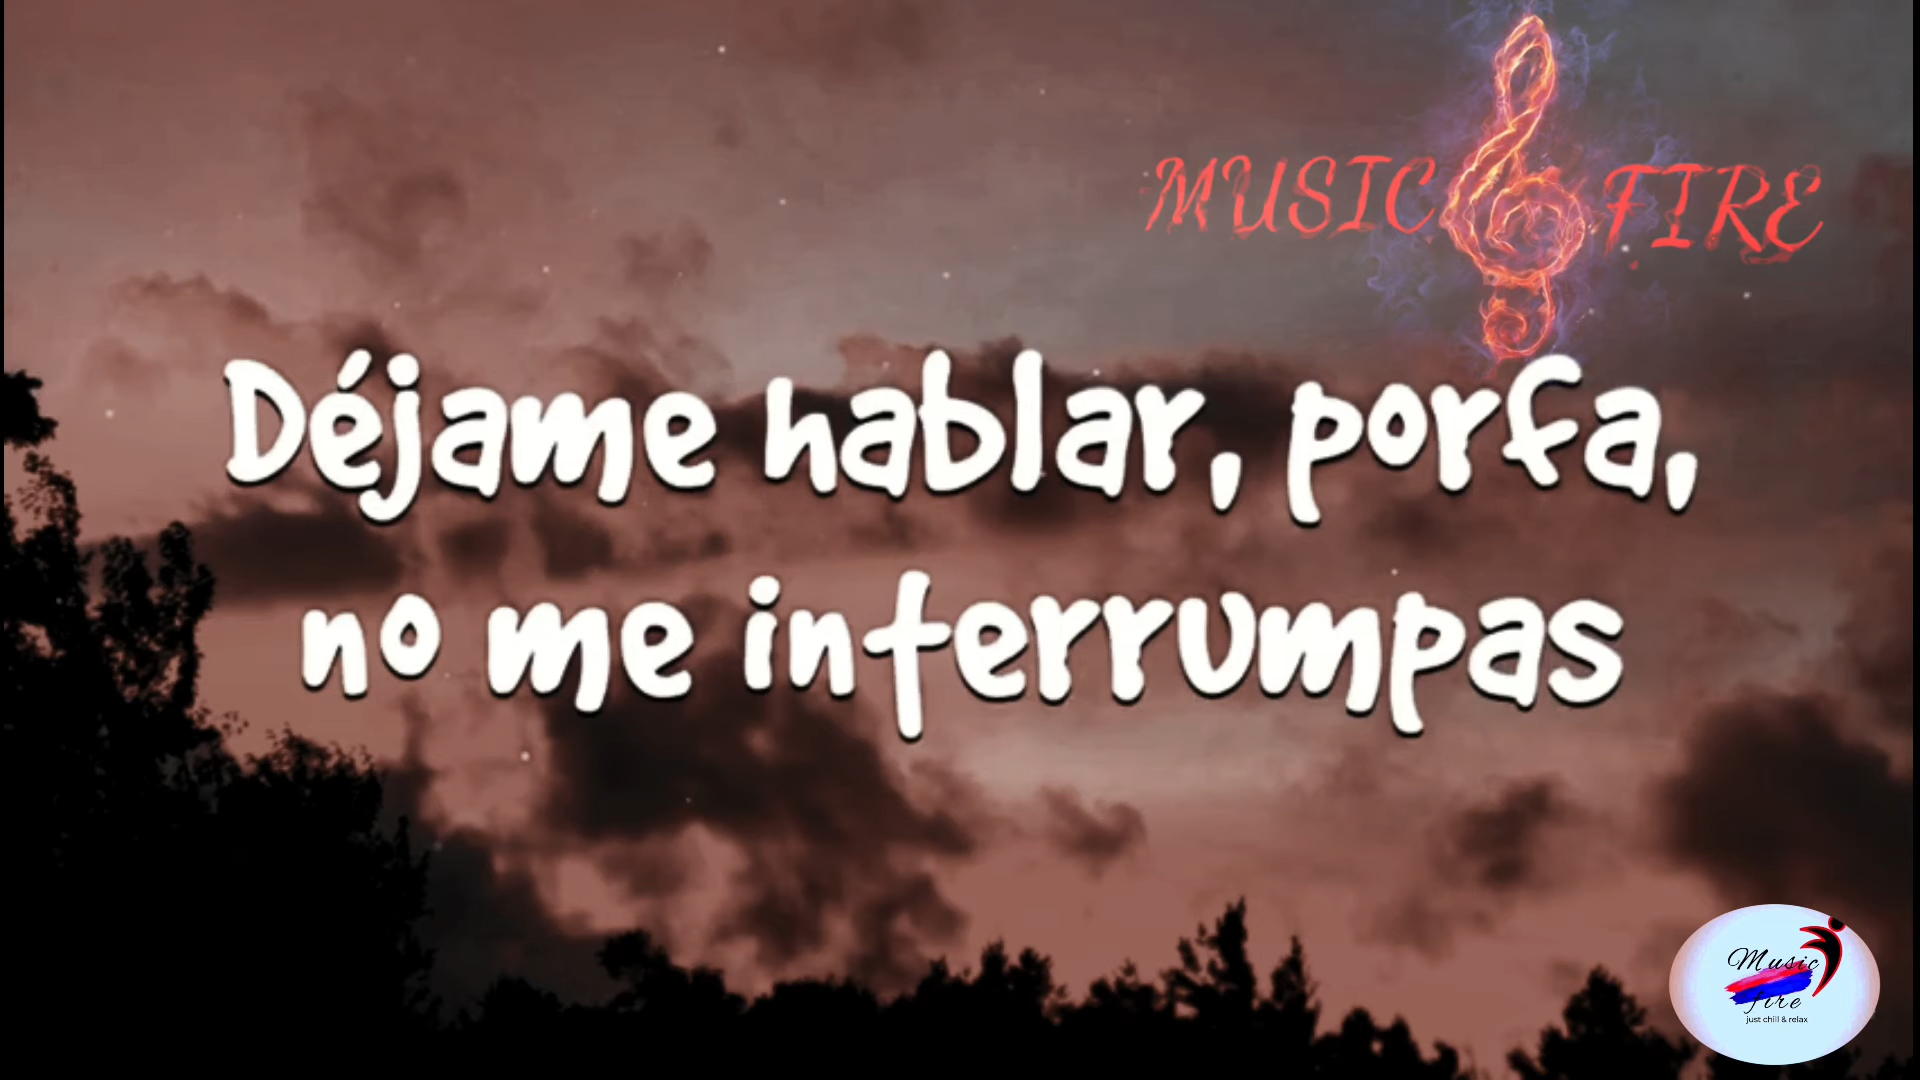 MUSIC FIRE
Déjame hablar, porfa,
no me interrumpas
Music
fire
just chill & relax